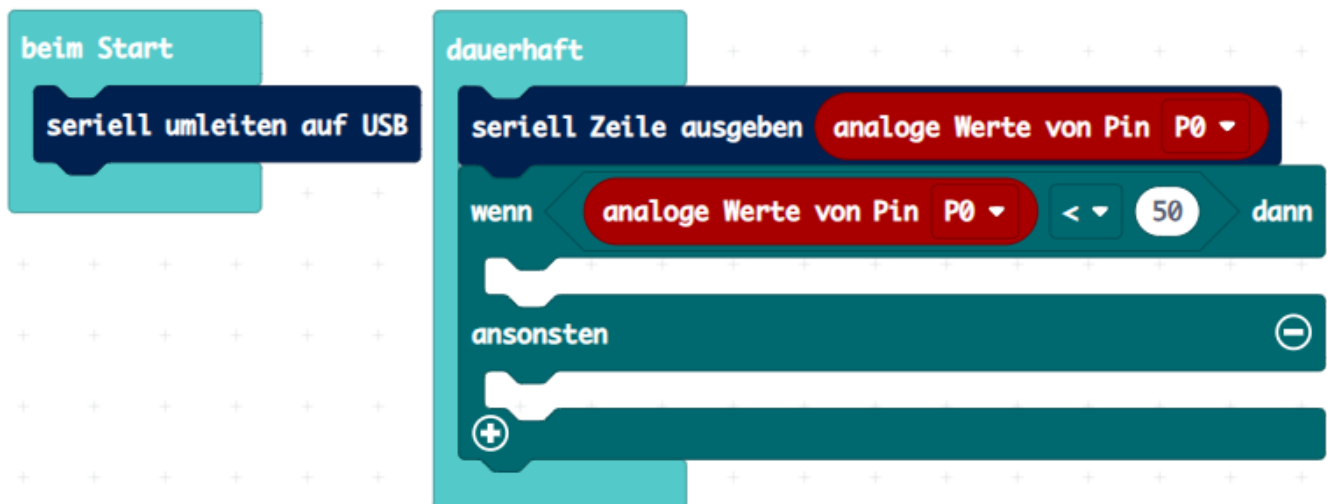 beim Start
seriell umleiten auf USB
dauerhaft
seriell Zeile ausgeben analoge Werte von Pin P0
wenn analoge Werte von Pin P0 < 50 dann
ansonsten